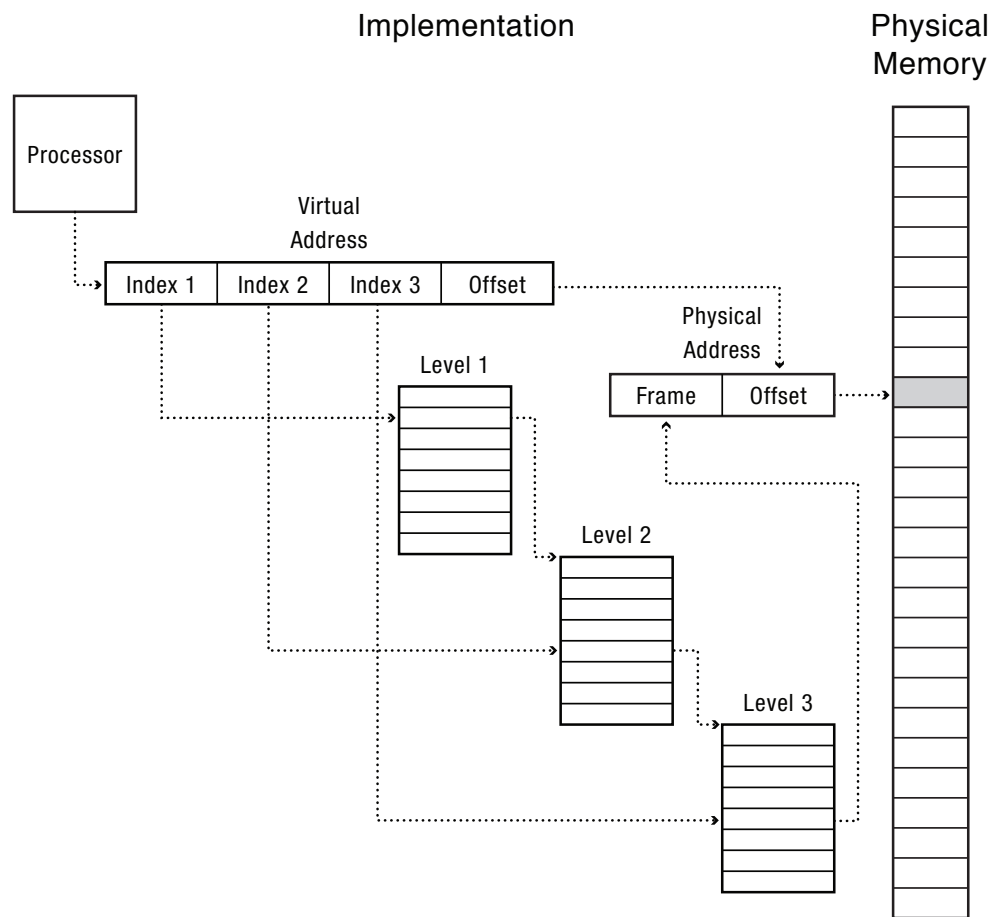 Implementation
Physical
Memory
Processor
Virtual
Address
Index 1
Index 2
Index 3
Offset
Physical
Address
Level 1
Frame
Offset
Level 2
Level 3